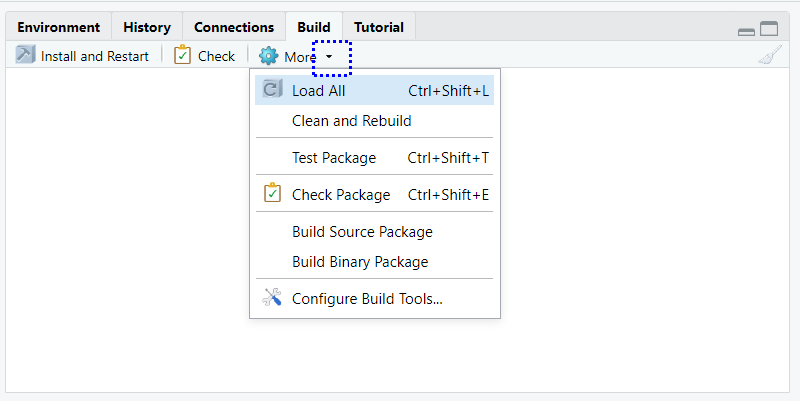 Environment History Connections Build Tutorial
Install and Restart Check More
Load All Ctrl+Shift+L
Clean and Rebuild
Test Package Ctrl+Shift+T
Check Package Ctrl+Shift+E
Build Source Package
Build Binary Package
Configure Build Tools...